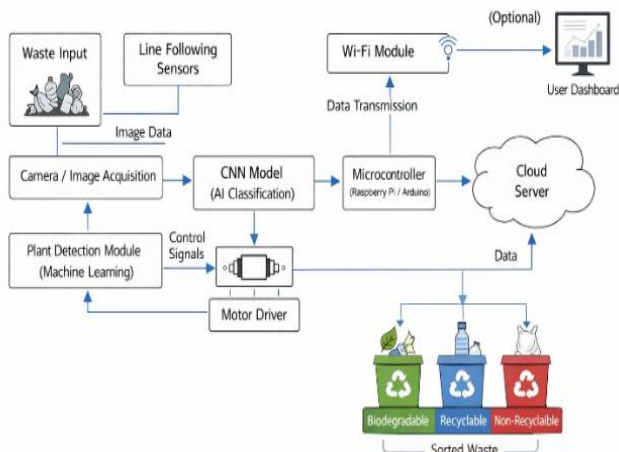 (Optional)
Waste Input
Line Following
Sensors
Wi-Fi Module
User Dashboard
Image Data
Data Transmission
Camera / Image Acquisition
CNN Model
(AI Classification)
Microcontroller
(Raspberry Pi / Arduino)
Cloud
Server
Plant Detection Module
(Machine Learning)
Control
Signals
Data
Motor Driver
Biodegradable
Recyclable
Non-Recyclaible
Sorted Waste